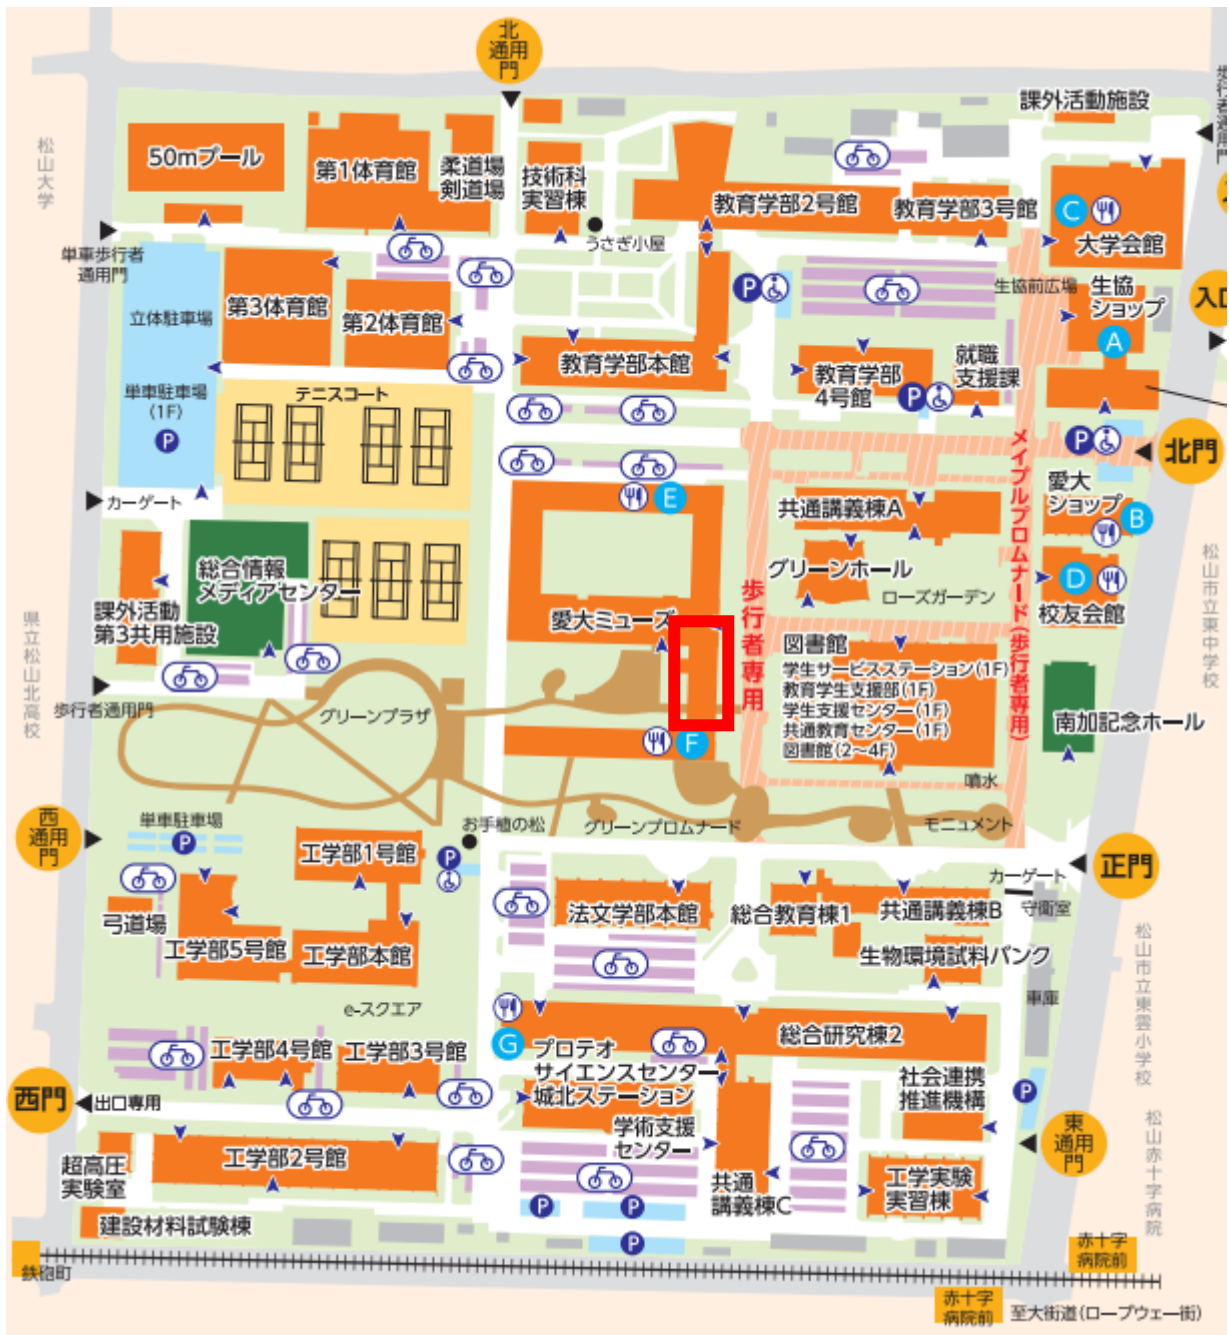 北
通用
門
歩行者通用門
課外活動施設
松山大学
50mプール
第1体育館
柔道場
剣道場
技術科
実習棟
教育学部2号館
教育学部3号館
C
大学会館
うさぎ小屋
単車歩行者
通用門
立体駐車場
第3体育館
第2体育館
P
生協前広場
生協
ショップ
入口
A
教育学部本館
教育学部
4号館
P
就職
支援課
単車駐車場
(1F)
P
テニスコート
P
北門
メイプルプロムナード(歩行者専用)
カーゲート
E
共通講義棟A
愛大
ショップ
B
総合情報
メディアセンター
グリーンホール
D
校友会館
松山市立東中学校
課外活動
第3共用施設
愛大ミューズ
歩行者専用
ローズガーデン
県立松山北高校
図書館
学生サービスステーション(1F)
教育学生支援部(1F)
学生支援センター(1F)
共通教育センター(1F)
図書館(2〜4F)
歩行者通用門
グリーンプラザ
F
南加記念ホール
噴水
西
通用
門
単車駐車場
P
お手植の松
グリーンプロムナード
モニュメント
工学部1号館
P
正門
カーゲート
守衛室
弓道場
工学部5号館
工学部本館
法文学部本館
総合教育棟1
共通講義棟B
生物環境試料バンク
松山市立東雲小学校
e-スクエア
車庫
G
総合研究棟2
工学部4号館
工学部3号館
プロテオ
サイエンスセンター
城北ステーション
社会連携
推進機構
P
西門
出口専用
学術支援
センター
東
通用
門
松山赤十字病院
超高圧
実験室
工学部2号館
共通
講義棟C
工学実験
実習棟
建設材料試験棟
P
P
P
赤十字
病院前
鉄砲町
赤十字
病院前
至大街道(ロープウェー街)